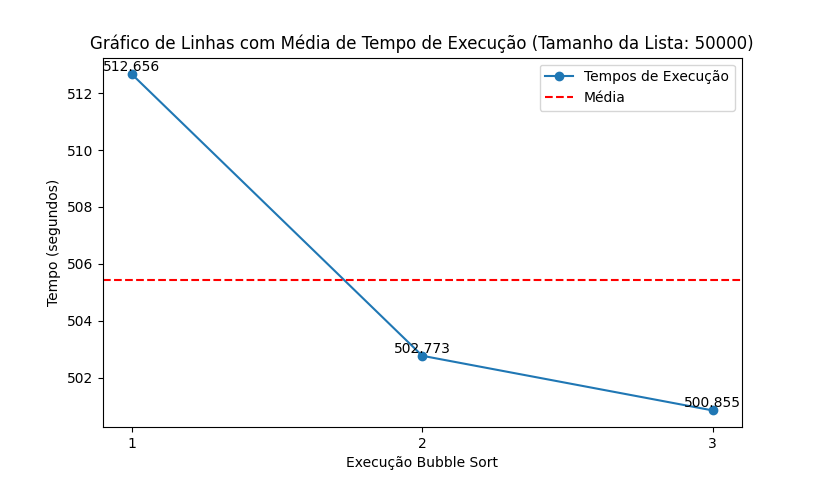 Gráfico de Linhas com Média de Tempo de Execução (Tamanho da Lista: 50000)
512.656
Tempos de Execução
Média
512
510
508
506
504
502
Tempo (segundos)
502.773
500.855
1
2
3
Execução Bubble Sort